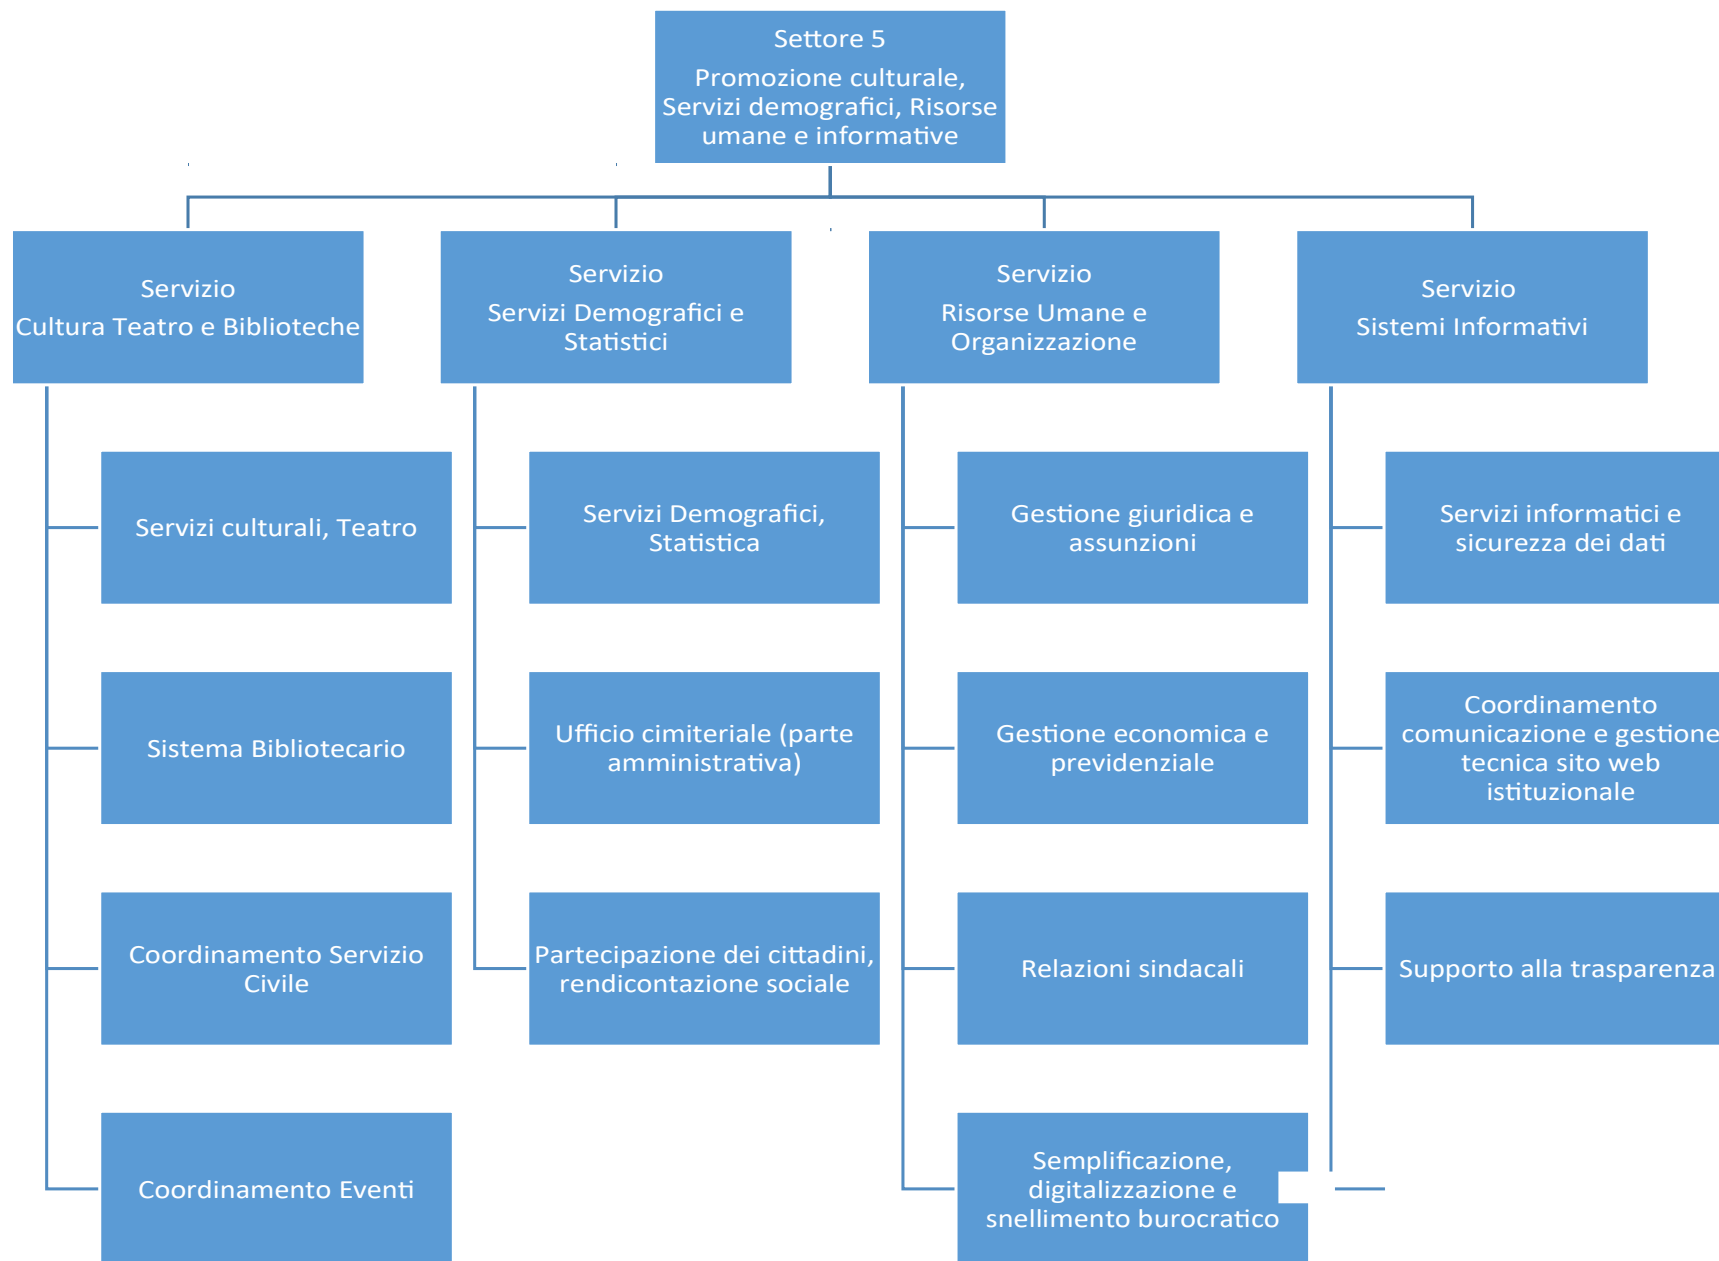 Settore 5
Promozione culturale,
Servizi demografici, Risorse
umane e informative
Servizio
Cultura Teatro e Biblioteche
Servizio
Servizi Demografici e
Statistici
Servizio
Risorse Umane e
Organizzazione
Servizio
Sistemi Informativi
Servizi culturali, Teatro
Servizi Demografici,
Statistica
Gestione giuridica e
assunzioni
Servizi informatici e
sicurezza dei dati
Sistema Bibliotecario
Ufficio cimiteriale (parte
amministrativa)
Gestione economica e
previdenziale
Coordinamento
comunicazione e gestione
tecnica sito web
istituzionale
Coordinamento Servizio
Civile
Partecipazione dei cittadini,
rendicontazione sociale
Relazioni sindacali
Supporto alla trasparenza
Coordinamento Eventi
Semplificazione,
digitalizzazione e
snellimento burocratico